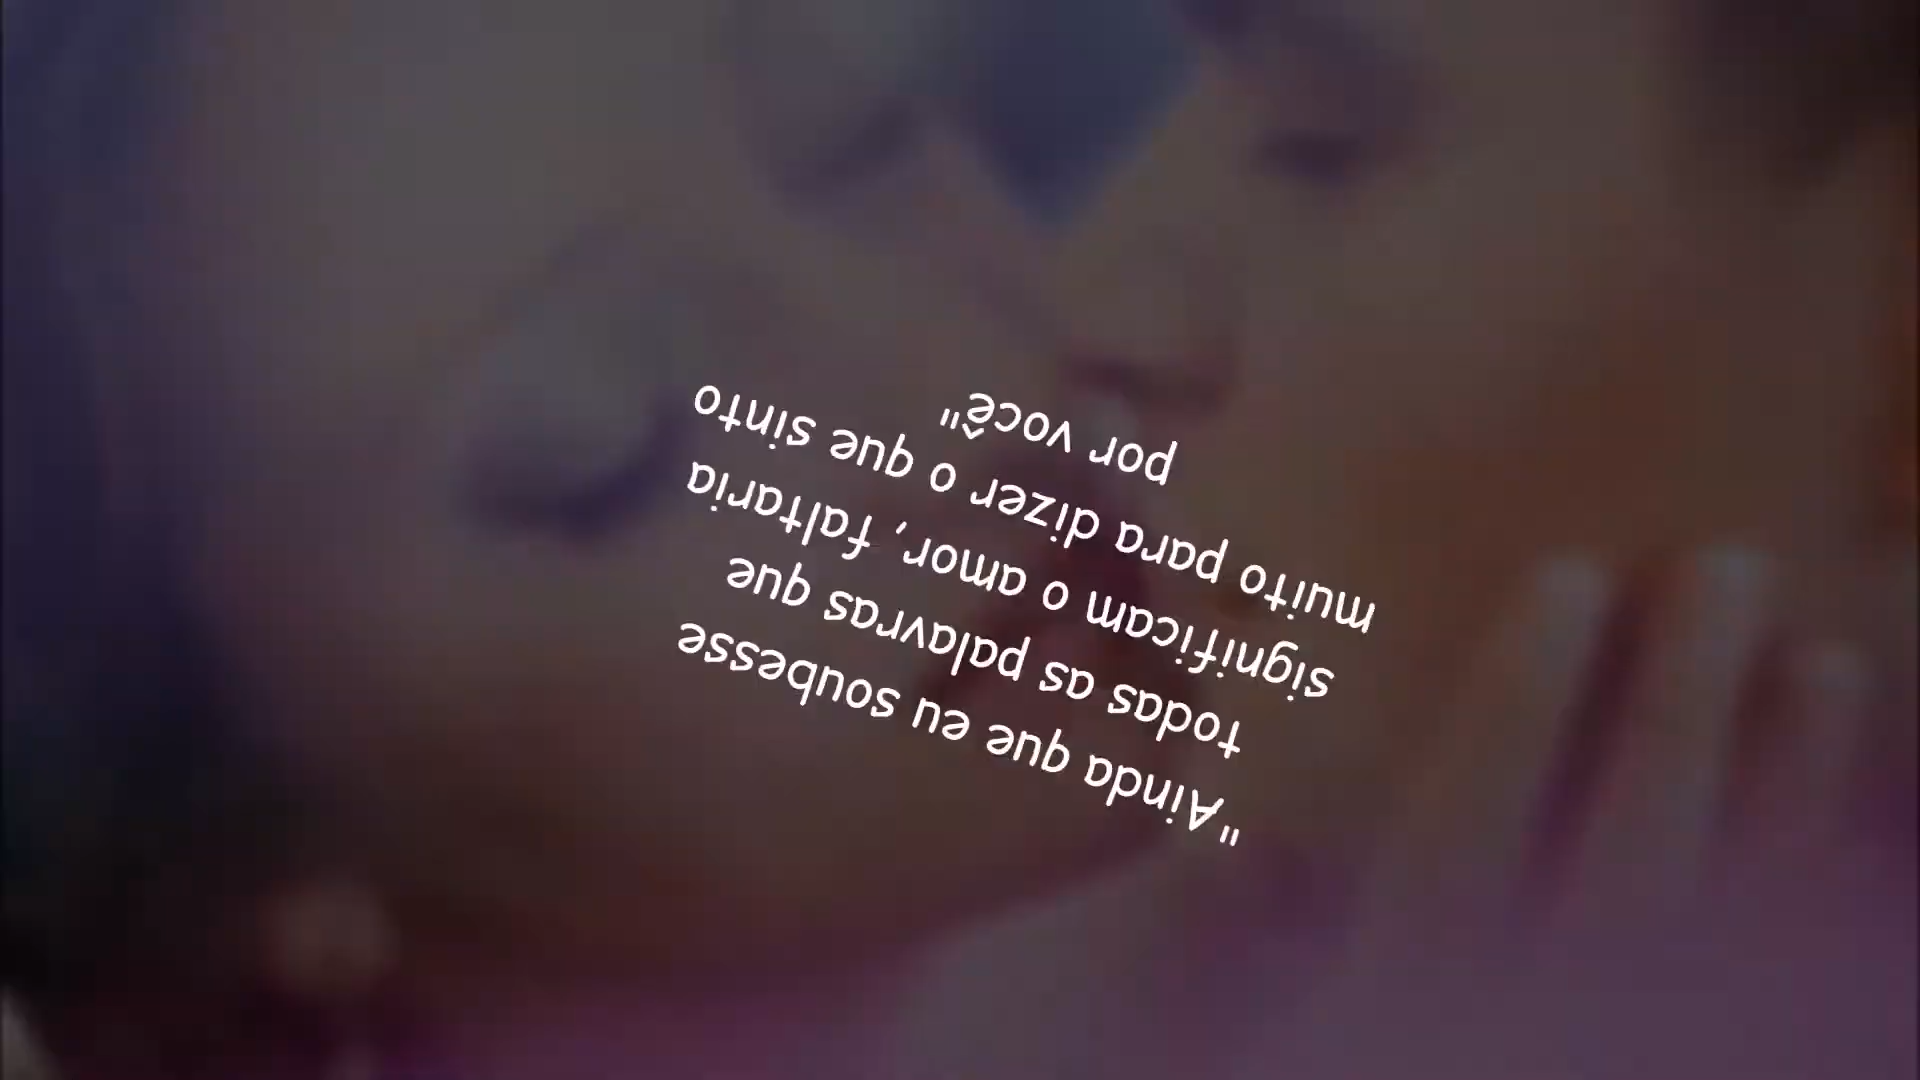 "Ainda que eu soubesse
todas as palavras que
significam o amor, faltaria
muito para dizer o que sinto
por você"